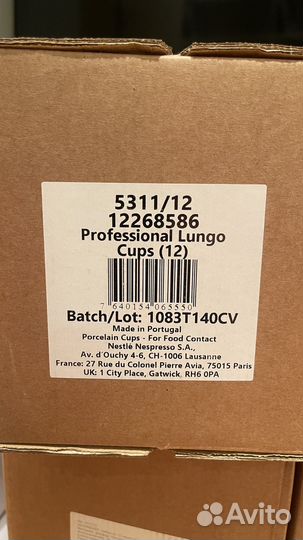 5311/12
12268586
Professional Lungo
Cups (12)
7 640154 065550
Batch/Lot: 1083T140CV
Made in Portugal
Porcelain Cups - For Food Contact
Nestlé Nespresso S.A.,
Av. d'Ouchy 4-6, CH-1006 Lausanne
France: 27 Rue du Colonel Pierre Avia, 75015 Paris
UK: 1 City Place, Gatwick, RH6 0PA
Avito